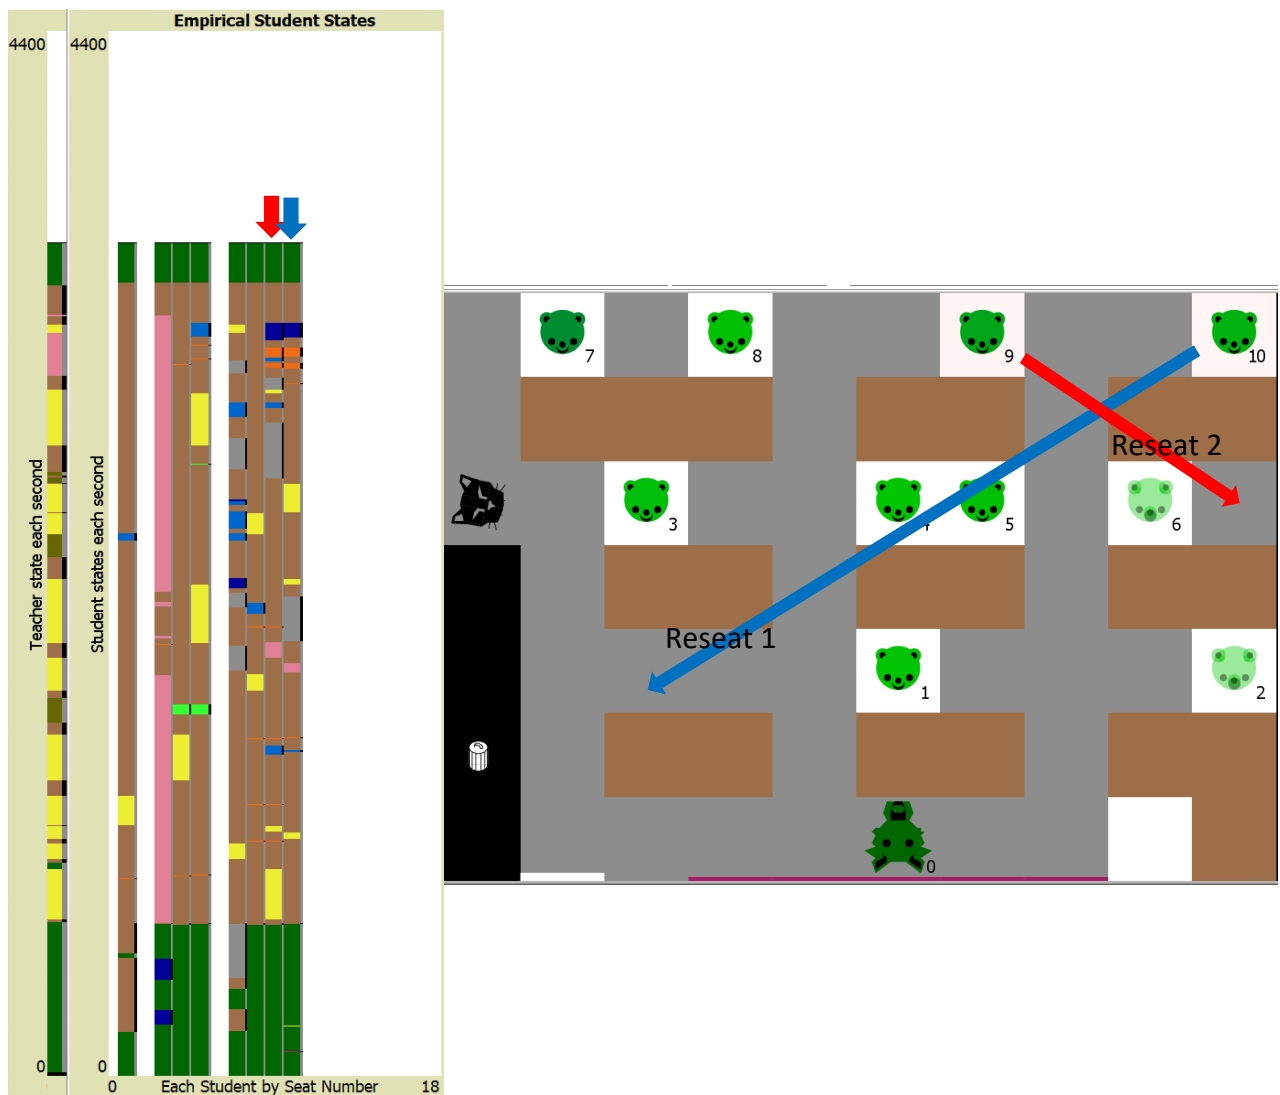 Empirical Student States
4400
4400
Teacher state each second
Student states each second
0
0
0
Each Student by Seat Number
18
7
8
9
10
Reseat 2
3
4
5
6
Reseat 1
1
2
0